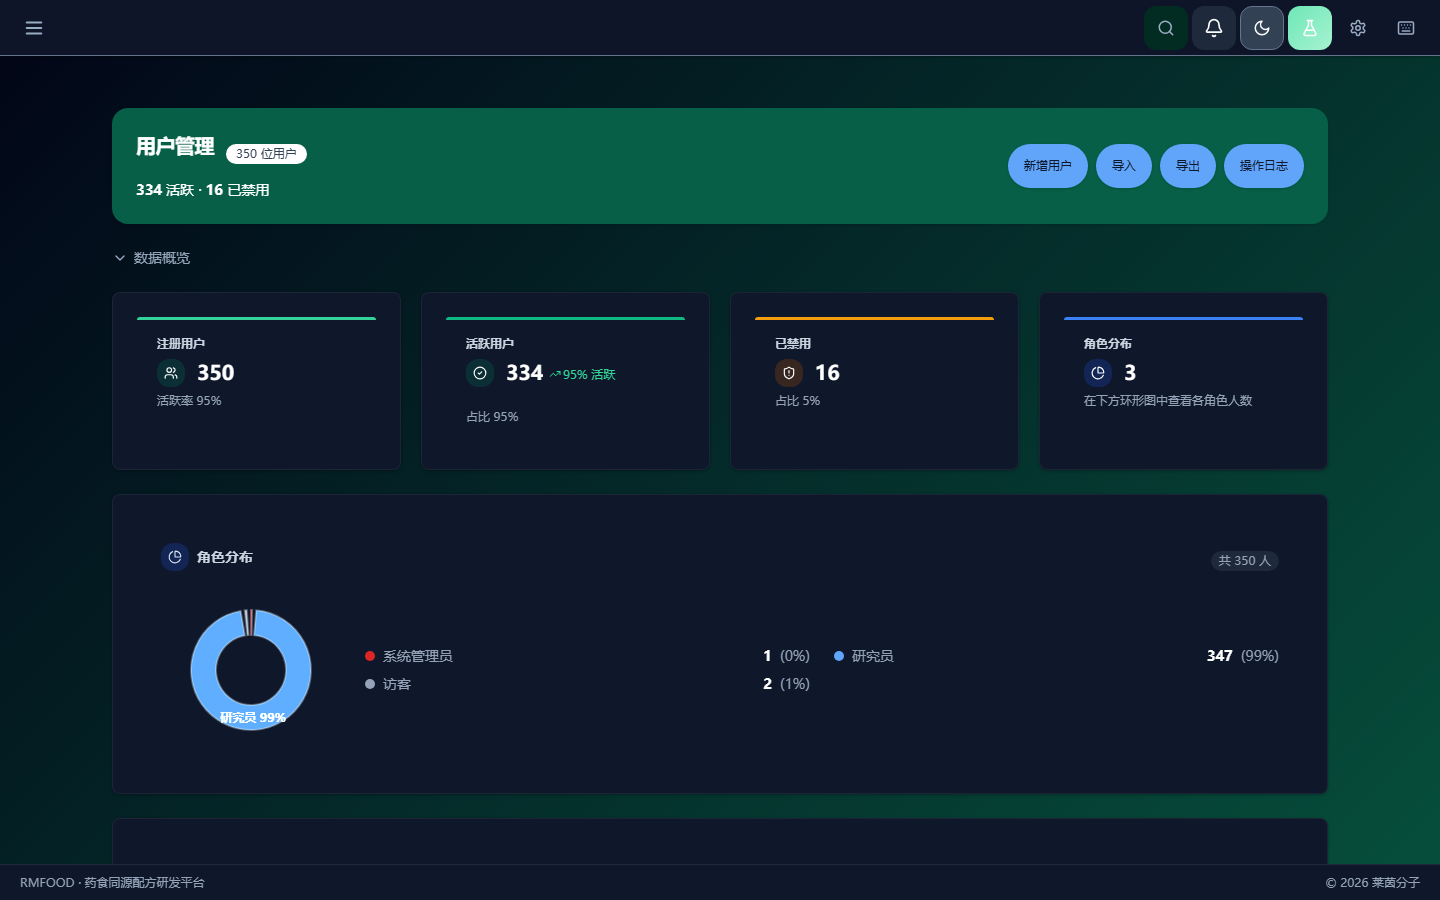 用户管理 350 位用户
334 活跃 · 16 已禁用
新增用户 导入 导出 操作日志
数据概览
注册用户
350
活跃率 95%
活跃用户
334 95% 活跃
占比 95%
已禁用
16
占比 5%
角色分布
3
在下方环形图中查看各角色人数
角色分布
共 350 人
研究员 99%
系统管理员 1 (0%)
研究员 347 (99%)
访客 2 (1%)
RMFOOD · 药食同源配方研发平台
© 2026 莱茵分子